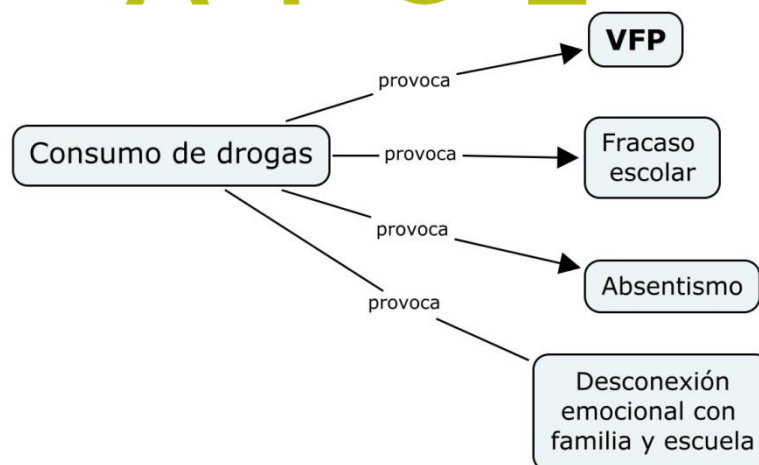 VFP
provoca
Consumo de drogas
provoca
Fracaso
escolar
provoca
Absentismo
provoca
Desconexión
emocional con
familia y escuela